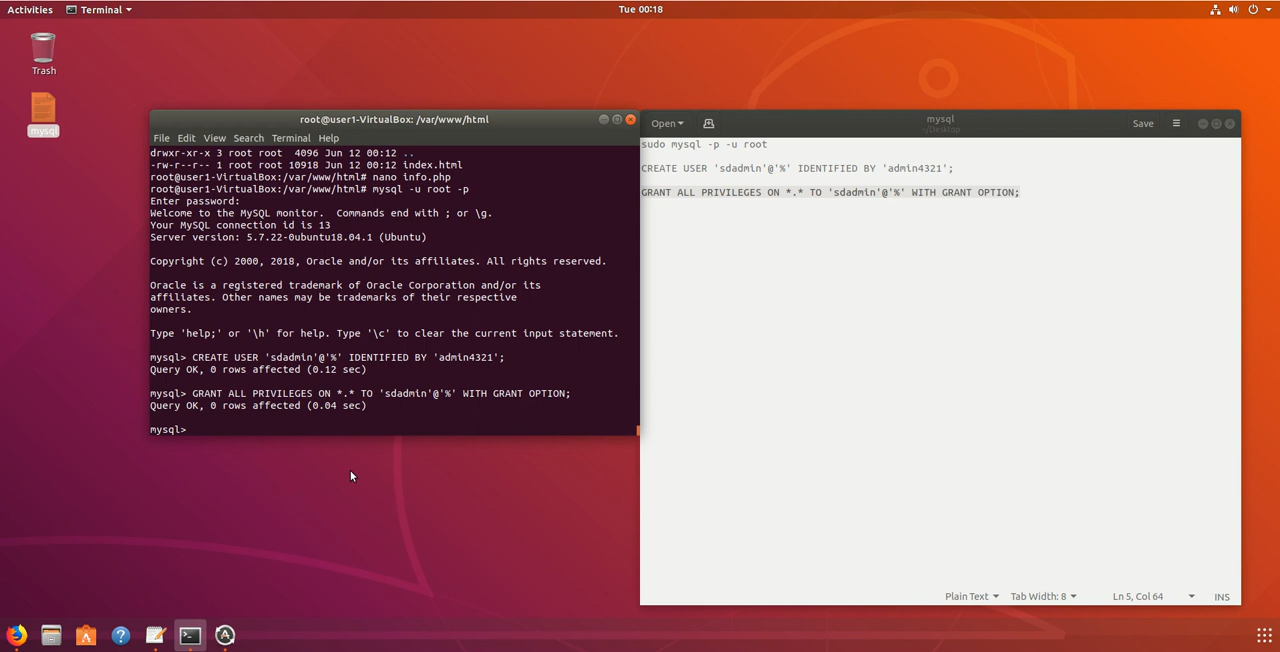 Activities Terminal Tue 00:18
Trash
mysql
root@user1-VirtualBox: /var/www/html
File Edit View Search Terminal Help
drwxr-xr-x 3 root root  4096 Jun 12 00:12 ..
-rw-r--r-- 1 root root 10918 Jun 12 00:12 index.html
root@user1-VirtualBox:/var/www/html# nano info.php
root@user1-VirtualBox:/var/www/html# mysql -u root -p
Enter password:
Welcome to the MySQL monitor.  Commands end with ; or \g.
Your MySQL connection id is 13
Server version: 5.7.22-0ubuntu18.04.1 (Ubuntu)
Copyright (c) 2000, 2018, Oracle and/or its affiliates. All rights reserved.
Oracle is a registered trademark of Oracle Corporation and/or its
affiliates. Other names may be trademarks of their respective
owners.
Type 'help;' or '\h' for help. Type '\c' to clear the current input statement.
mysql> CREATE USER 'sdadmin'@'%' IDENTIFIED BY 'admin4321';
Query OK, 0 rows affected (0.12 sec)
mysql> GRANT ALL PRIVILEGES ON *.* TO 'sdadmin'@'%' WITH GRANT OPTION;
Query OK, 0 rows affected (0.04 sec)
mysql>
Open mysql Save
~/Desktop
sudo mysql -p -u root
CREATE USER 'sdadmin'@'%' IDENTIFIED BY 'admin4321';
GRANT ALL PRIVILEGES ON *.* TO 'sdadmin'@'%' WITH GRANT OPTION;
Plain Text Tab Width: 8 Ln 5, Col 64 INS